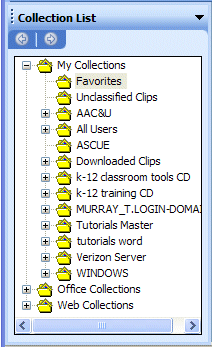 Collection List
My Collections
Favorites
Unclassified Clips
AAC&U
All Users
ASCUE
Downloaded Clips
k-12 classroom tools CD
k-12 training CD
MURRAY_T.LOGIN-DOMA
Tutorials Master
tutorials word
Verizon Server
WINDOWS
Office Collections
Web Collections